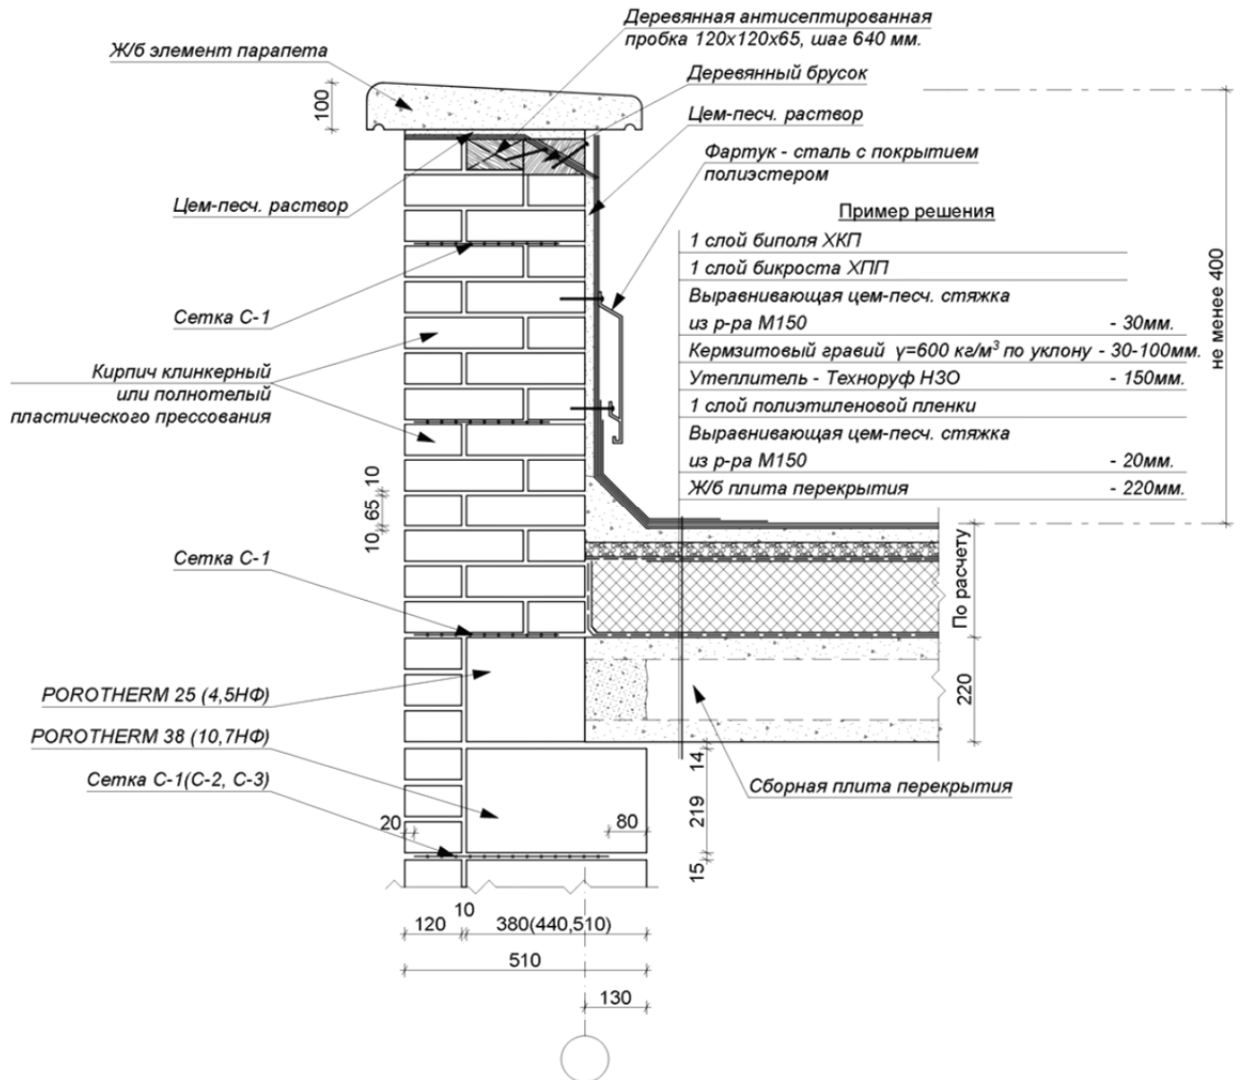 Деревянная антисептированная
пробка 120х120х65, шаг 640 мм.
Ж/б элемент парапета
Деревянный брусок
100
Цем-песч. раствор
Фартук - сталь с покрытием
полиэстером
Цем-песч. раствор
Пример решения
1 слой биполя ХКП
1 слой бикроста ХПП
Выравнивающая цем-песч. стяжка
из р-ра М150 - 30мм.
Кермзитовый гравий γ=600 кг/м³ по уклону - 30-100мм.
Утеплитель - Техноруф Н3О - 150мм.
1 слой полиэтиленовой пленки
Выравнивающая цем-песч. стяжка
из р-ра М150 - 20мм.
Ж/б плита перекрытия - 220мм.
не менее 400
Сетка С-1
Кирпич клинкерный
или полнотелый
пластического прессования
10
65
10
Сетка С-1
По расчету
220
POROTHERM 25 (4,5НФ)
POROTHERM 38 (10,7НФ)
Сетка С-1(С-2, С-3)
14
219
15
Сборная плита перекрытия
20
80
10
120
380(440,510)
510
130